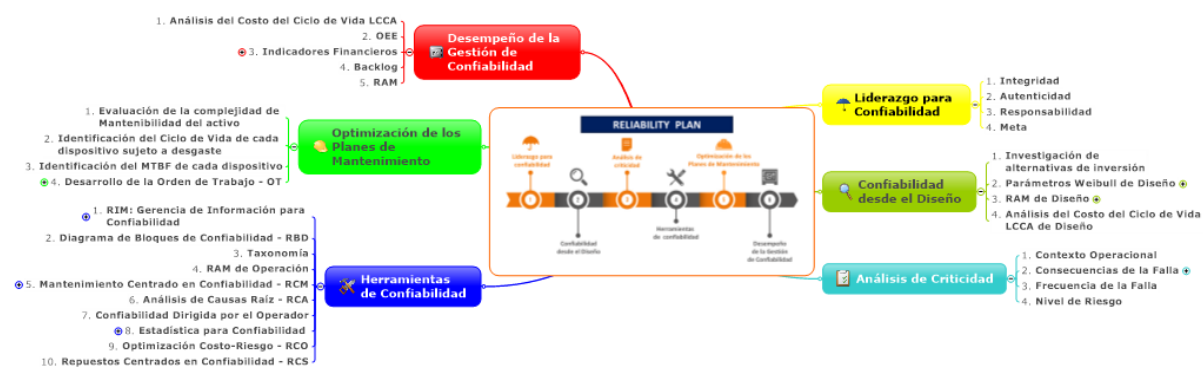 1. Análisis del Costo del Ciclo de Vida LCCA
2. OEE
3. Indicadores Financieros
4. Backlog
5. RAM
Desempeño de la
Gestión de
Confiabilidad
1. Evaluación de la complejidad de
Mantenibilidad del activo
2. Identificación del Ciclo de Vida de cada
dispositivo sujeto a desgaste
3. Identificación del MTBF de cada dispositivo
4. Desarrollo de la Orden de Trabajo - OT
Optimización de los
Planes de
Mantenimiento
1. RIM: Gerencia de Información para
Confiabilidad
2. Diagrama de Bloques de Confiabilidad - RBD
3. Taxonomía
4. RAM de Operación
5. Mantenimiento Centrado en Confiabilidad - RCM
6. Análisis de Causas Raíz - RCA
7. Confiabilidad Dirigida por el Operador
8. Estadística para Confiabilidad
9. Optimización Costo-Riesgo - RCO
10. Repuestos Centrados en Confiabilidad - RCS
Herramientas
de Confiabilidad
RELIABILITY PLAN
Liderazgo para
confiabilidad
Análisis de
criticidad
Optimización de los
Planes de Mantenimiento
Confiabilidad
desde el Diseño
Herramientas
de confiabilidad
Desempeño
de la Gestión
de Confiabilidad
Liderazgo para
Confiabilidad
1. Integridad
2. Autenticidad
3. Responsabilidad
4. Meta
Confiabilidad
desde el Diseño
1. Investigación de
alternativas de inversión
2. Parámetros Weibull de Diseño
3. RAM de Diseño
4. Análisis del Costo del Ciclo de Vida
LCCA de Diseño
Análisis de Criticidad
1. Contexto Operacional
2. Consecuencias de la Falla
3. Frecuencia de la Falla
4. Nivel de Riesgo